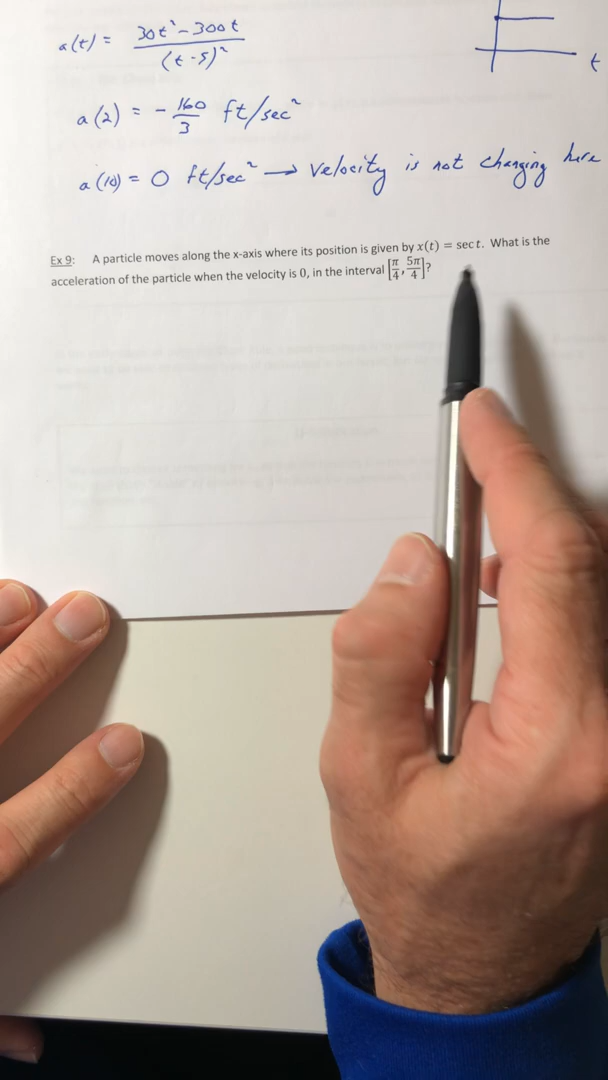 a(t) = (30t² - 300t) / (t - 5)²
t
a(2) = - 160/3 ft/sec²
a(10) = 0 ft/sec² → Velocity is not changing here
Ex 9: A particle moves along the x-axis where its position is given by x(t) = sec t. What is the
acceleration of the particle when the velocity is 0, in the interval [π/4, 5π/4]?